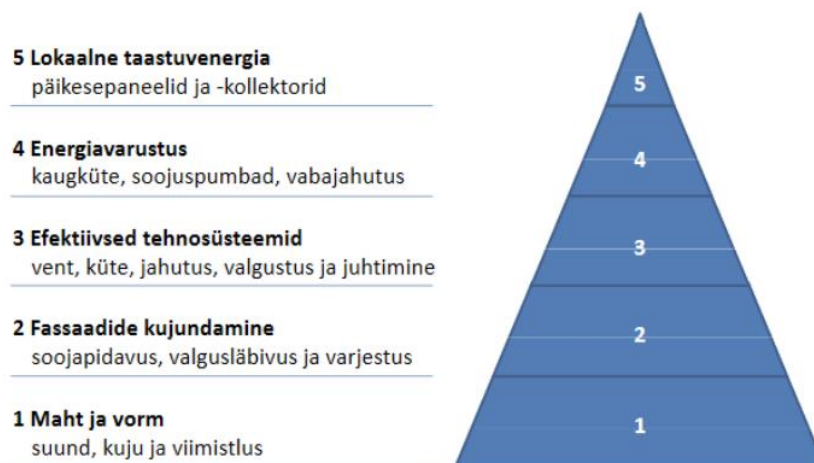 5 Lokaalne taastuvenergia
päikesepaneelid ja -kollektorid
4 Energiavarustus
kaugküte, soojuspumbad, vabajahutus
3 Efektiivsed tehnosüsteemid
vent, küte, jahutus, valgustus ja juhtimine
2 Fassaadide kujundamine
soojapidavus, valgusläbivus ja varjestus
1 Maht ja vorm
suund, kuju ja viimistlus
5
4
3
2
1